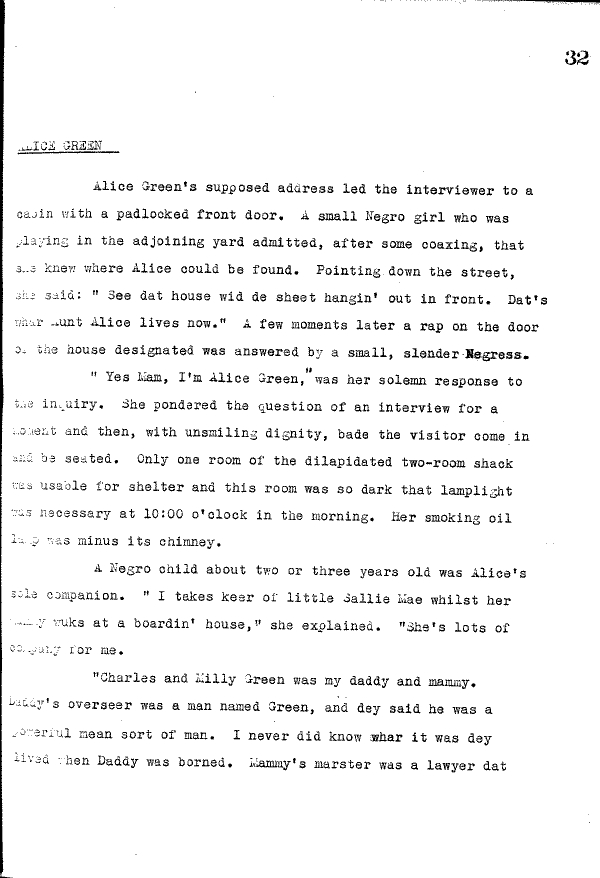 32
ALICE GREEN
Alice Green's supposed address led the interviewer to a
cabin with a padlocked front door. A small Negro girl who was
playing in the adjoining yard admitted, after some coaxing, that
she knew where Alice could be found. Pointing down the street,
she said: " See dat house wid de sheet hangin' out in front. Dat's
whar Aunt Alice lives now." A few moments later a rap on the door
of the house designated was answered by a small, slender Negress.
" Yes Mam, I'm Alice Green," was her solemn response to
the inquiry. She pondered the question of an interview for a
moment and then, with unsmiling dignity, bade the visitor come in
and be seated. Only one room of the dilapidated two-room shack
was usable for shelter and this room was so dark that lamplight
was necessary at 10:00 o'clock in the morning. Her smoking oil
lamp was minus its chimney.
A Negro child about two or three years old was Alice's
sole companion. " I takes keer of little Sallie Mae whilst her
wuks at a boardin' house," she explained. "She's lots of
company for me.
"Charles and Milly Green was my daddy and mammy.
Daddy's overseer was a man named Green, and dey said he was a
powerful mean sort of man. I never did know whar it was dey
lived when Daddy was borned. Mammy's marster was a lawyer dat